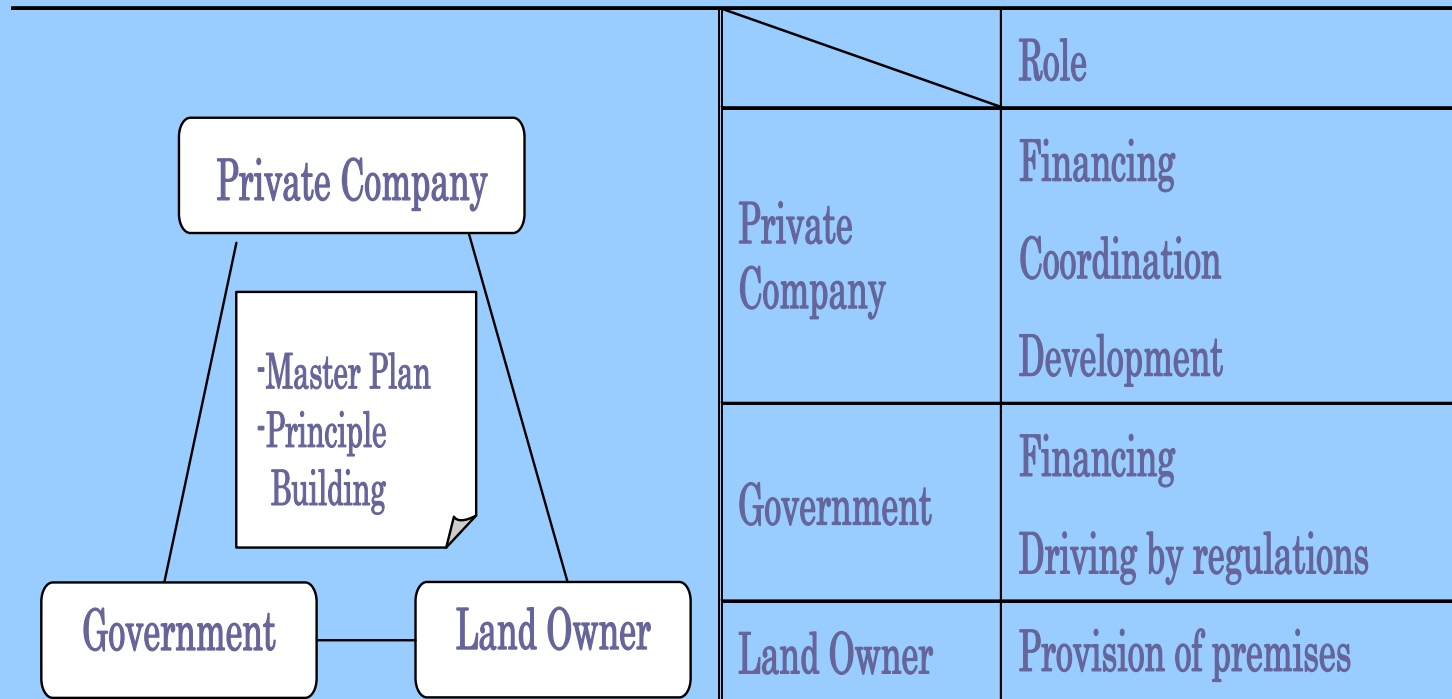 Private Company
-Master Plan
-Principle
Building
Government
Land Owner
Role
Private
Company
Financing
Coordination
Development
Government
Financing
Driving by regulations
Land Owner
Provision of premises